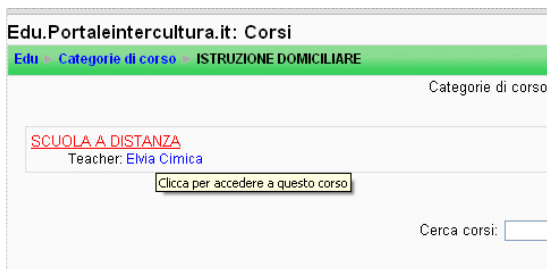 Edu.Portaleintercultura.it: Corsi
Edu ► Categorie di corso ► ISTRUZIONE DOMICILIARE
Categorie di corso
SCUOLA A DISTANZA
Teacher: Elvia Cimica
Clicca per accedere a questo corso
Cerca corsi: